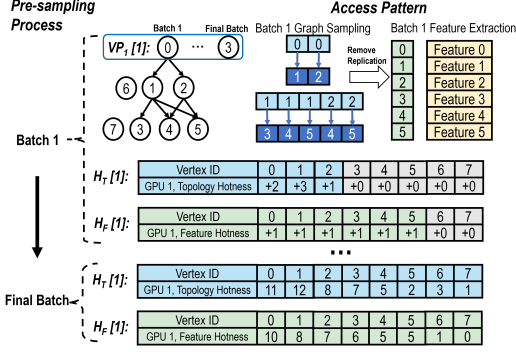 Pre-sampling Process
Access Pattern
Batch 1
Final Batch
VP1 [1]:
0
...
3
6
1
2
7
3
4
5
Batch 1 Graph Sampling
0 0
1 2
1 1 1 2 2
3 4 5 4 5
Remove Replication
Batch 1 Feature Extraction
0 Feature 0
1 Feature 1
2 Feature 2
3 Feature 3
4 Feature 4
5 Feature 5
Batch 1
HT [1]:
Vertex ID 0 1 2 3 4 5 6 7
GPU 1, Topology Hotness +2 +3 +1 +0 +0 +0 +0 +0
HF [1]:
Vertex ID 0 1 2 3 4 5 6 7
GPU 1, Feature Hotness +1 +1 +1 +1 +1 +1 +0 +0
...
Final Batch
HT [1]:
Vertex ID 0 1 2 3 4 5 6 7
GPU 1, Topology Hotness 11 12 8 7 5 2 3 1
HF [1]:
Vertex ID 0 1 2 3 4 5 6 7
GPU 1, Feature Hotness 10 8 7 6 5 5 1 0